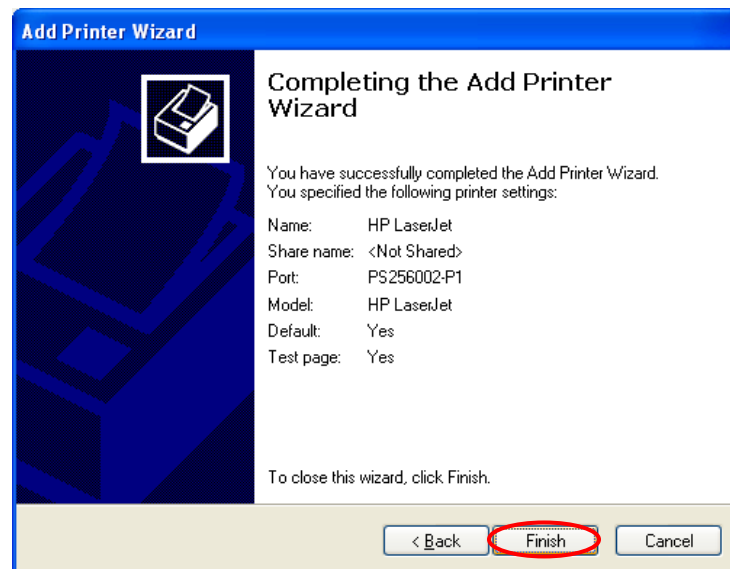 Add Printer Wizard
Completing the Add Printer
Wizard
You have successfully completed the Add Printer Wizard.
You specified the following printer settings:
Name: HP LaserJet
Share name: <Not Shared>
Port: PS256002-P1
Model: HP LaserJet
Default: Yes
Test page: Yes
To close this wizard, click Finish.
< Back Finish Cancel